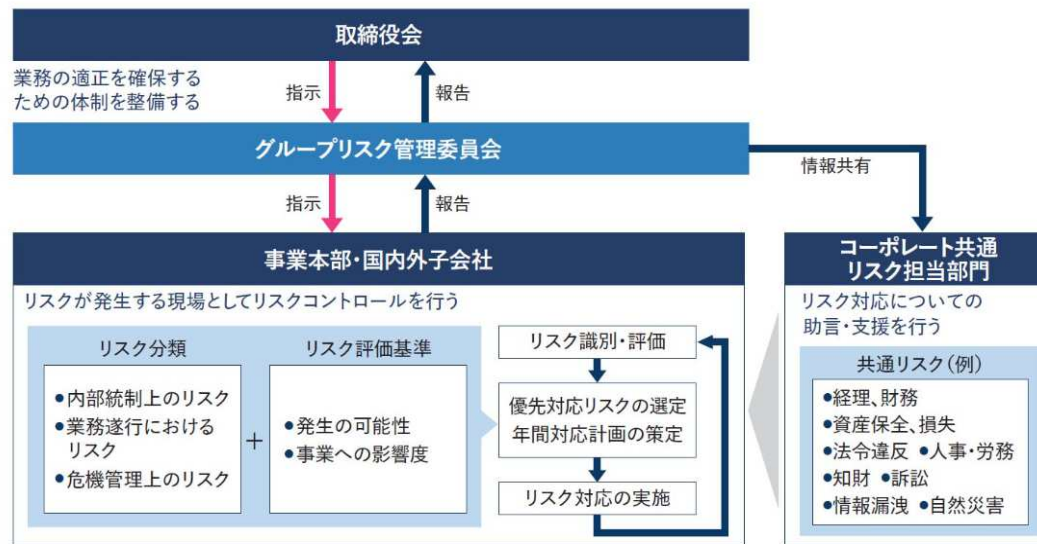 取締役会
業務の適正を確保する
ための体制を整備する
指示
報告
グループリスク管理委員会
情報共有
指示
報告
事業本部・国内外子会社
リスクが発生する現場としてリスクコントロールを行う
リスク分類
●内部統制上のリスク
●業務遂行における
リスク
●危機管理上のリスク
+
リスク評価基準
●発生の可能性
●事業への影響度
リスク識別・評価
優先対応リスクの選定
年間対応計画の策定
リスク対応の実施
コーポレート共通
リスク担当部門
リスク対応についての
助言・支援を行う
共通リスク(例)
●経理、財務
●資産保全、損失
●法令違反 ●人事・労務
●知財 ●訴訟
●情報漏洩 ●自然災害